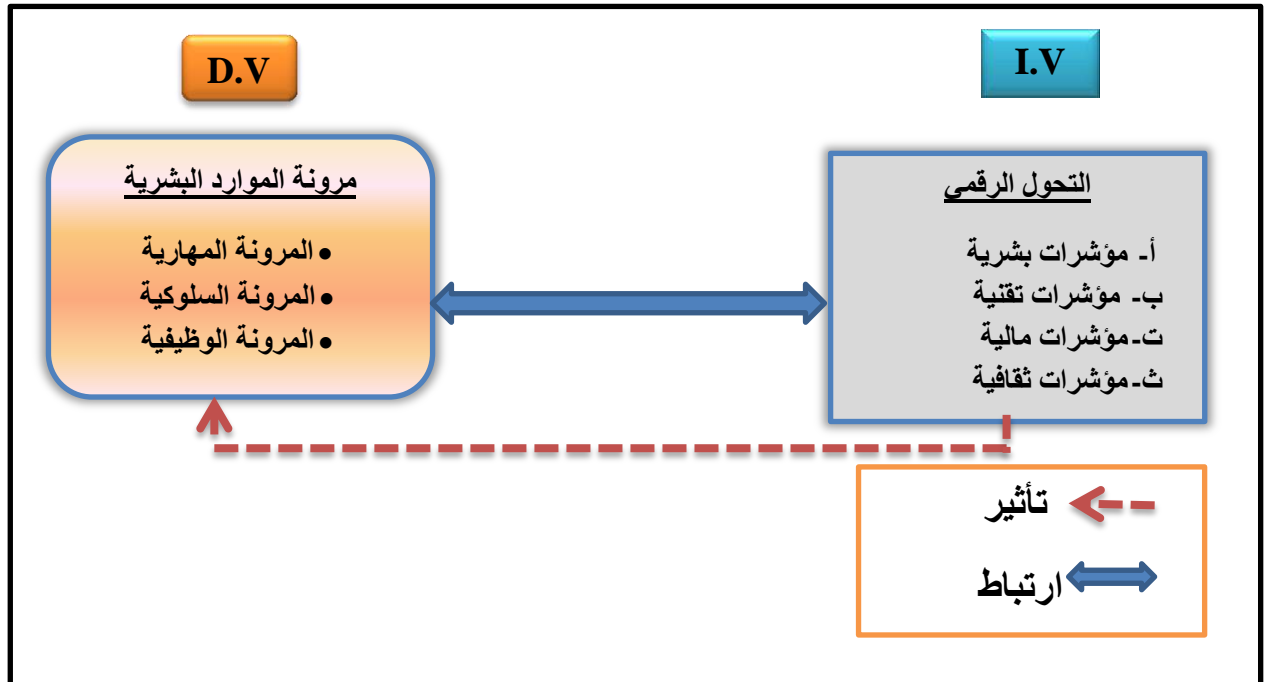 I.V
D.V
التحول الرقمي
أ- مؤشرات بشرية
ب- مؤشرات تقنية
ت-مؤشرات مالية
ث-مؤشرات ثقافية
مرونة الموارد البشرية
• المرونة المهارية
• المرونة السلوكية
• المرونة الوظيفية
تأثير
ارتباط